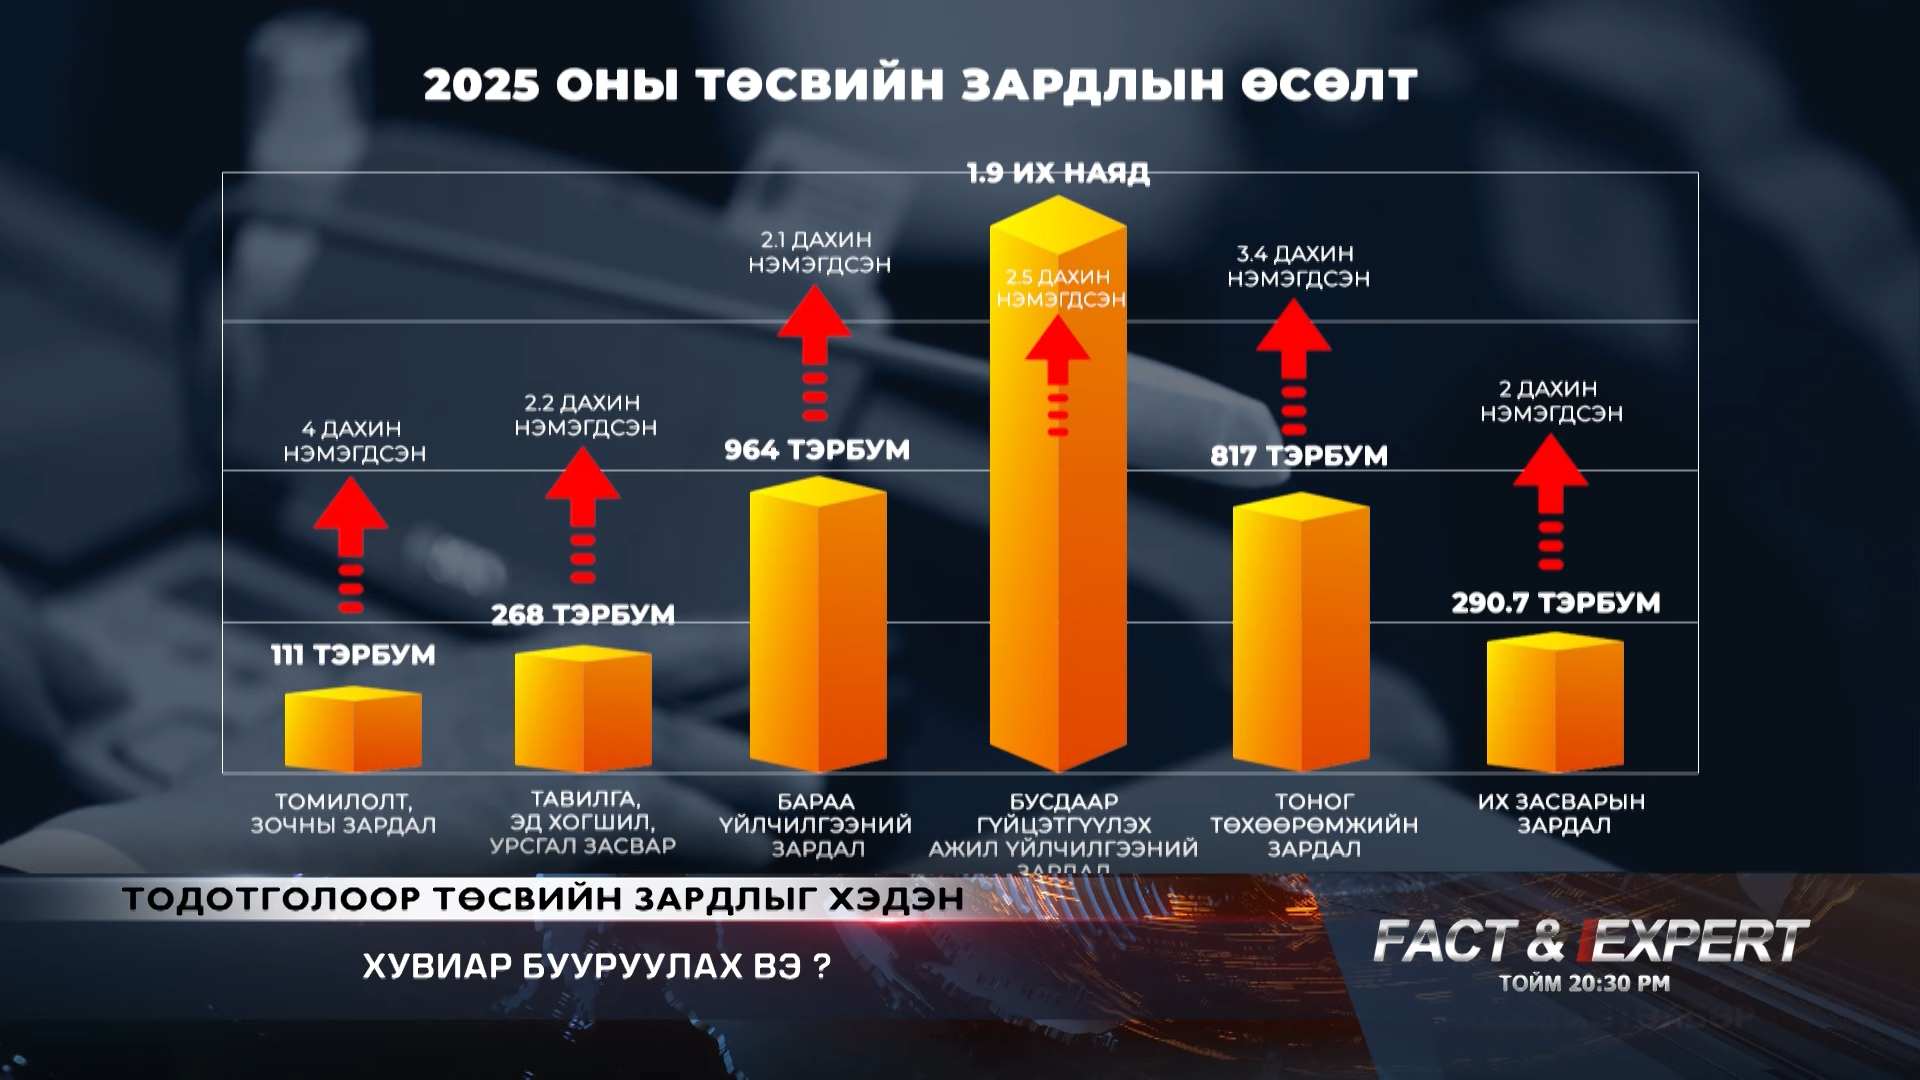 2025 ОНЫ ТӨСВИЙН ЗАРДЛЫН ӨСӨЛТ
1.9 ИХ НАЯД
2.1 ДАХИН
НЭМЭГДСЭН
2.5 ДАХИН
НЭМЭГДСЭН
3.4 ДАХИН
НЭМЭГДСЭН
4 ДАХИН
НЭМЭГДСЭН
2.2 ДАХИН
НЭМЭГДСЭН
2 ДАХИН
НЭМЭГДСЭН
964 ТЭРБУМ
817 ТЭРБУМ
268 ТЭРБУМ
290.7 ТЭРБУМ
111 ТЭРБУМ
ТОМИЛОЛТ,
ЗОЧНЫ ЗАРДАЛ
ТАВИЛГА,
ЭД ХОГШИЛ,
УРСГАЛ ЗАСВАР
БАРАА
ҮЙЛЧИЛГЭЭНИЙ
ЗАРДАЛ
БУСДААР
ГҮЙЦЭТГҮҮЛЭХ
АЖИЛ ҮЙЛЧИЛГЭЭНИЙ
ЗАРДАЛ
ТОНОГ
ТӨХӨӨРӨМЖИЙН
ЗАРДАЛ
ИХ ЗАСВАРЫН
ЗАРДАЛ
ТОДОТГОЛООР ТӨСВИЙН ЗАРДЛЫГ ХЭДЭН
ХУВИАР БУУРУУЛАХ ВЭ ?
FACT & EXPERT
ТОЙМ 20:30 PM